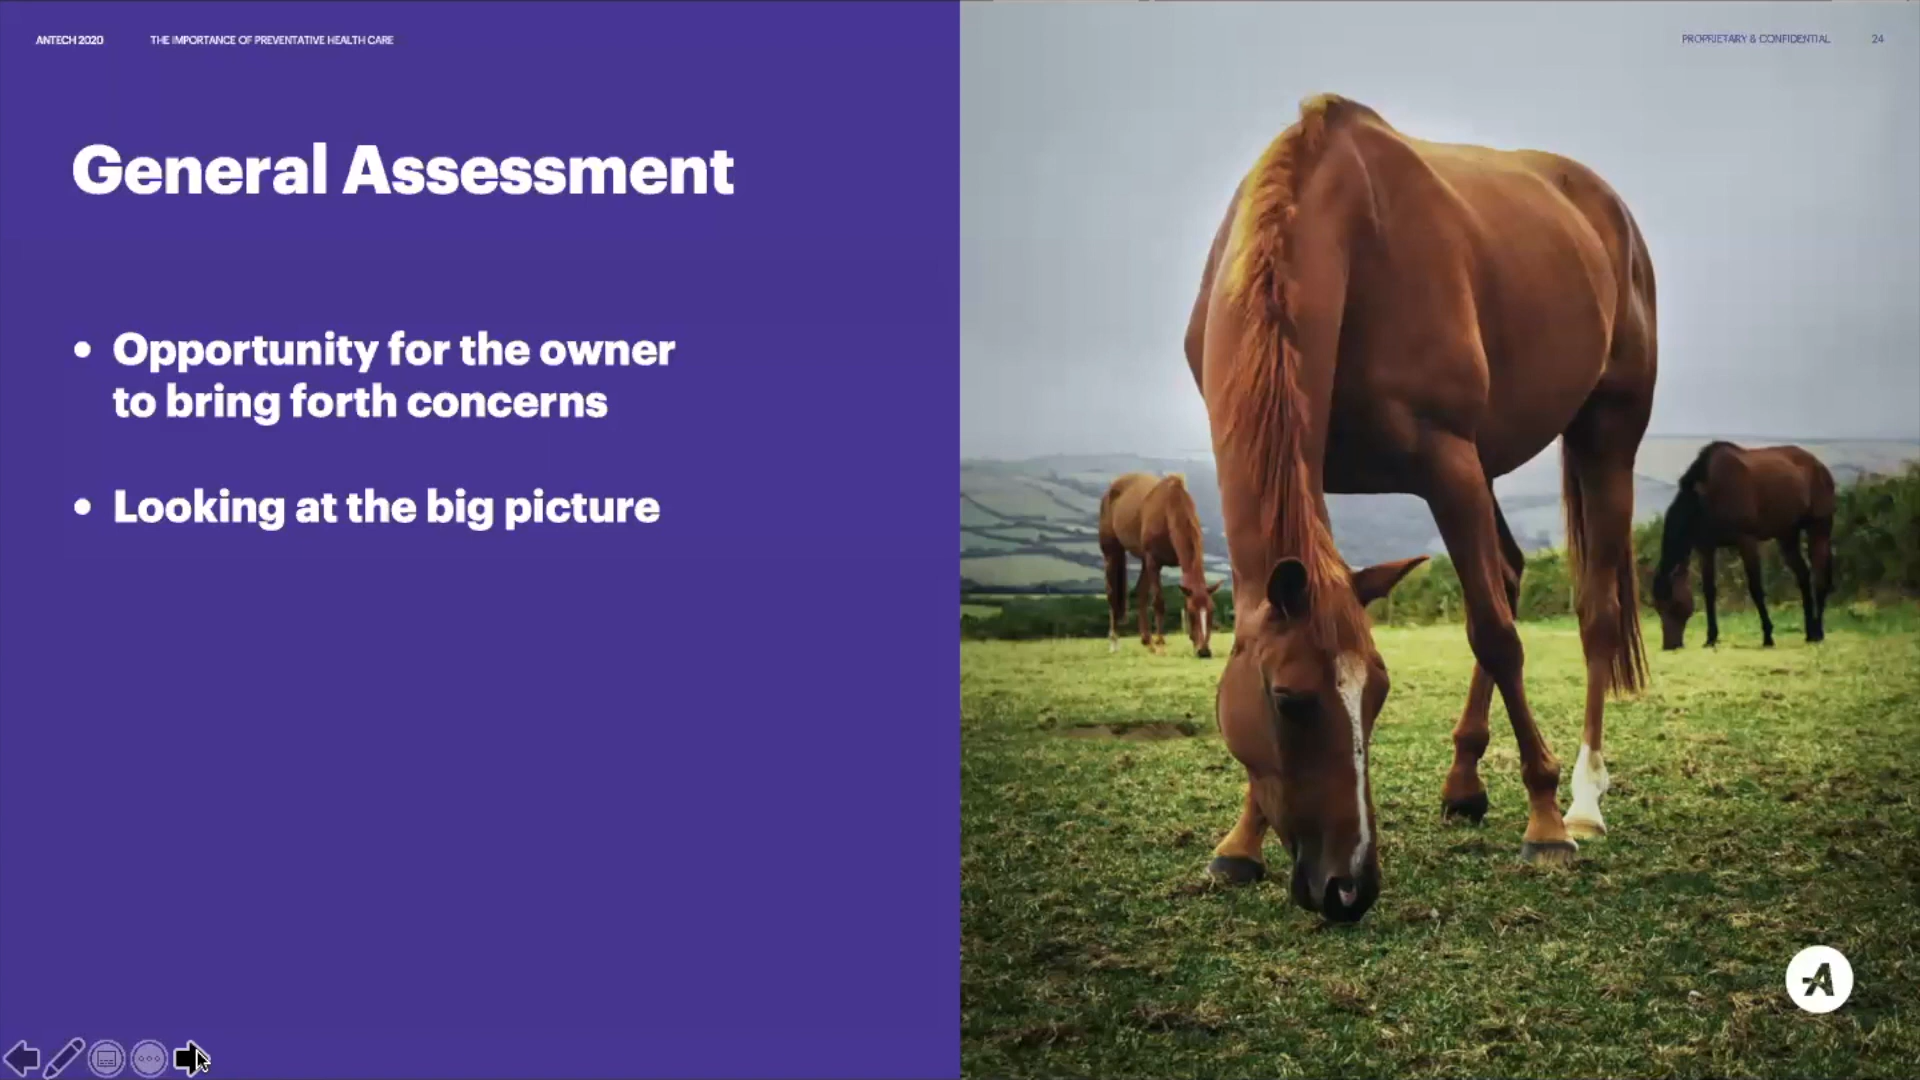 ANTECH 2020 THE IMPORTANCE OF PREVENTATIVE HEALTH CARE PROPRIETARY & CONFIDENTIAL 24
General Assessment
• Opportunity for the owner
to bring forth concerns
• Looking at the big picture
A